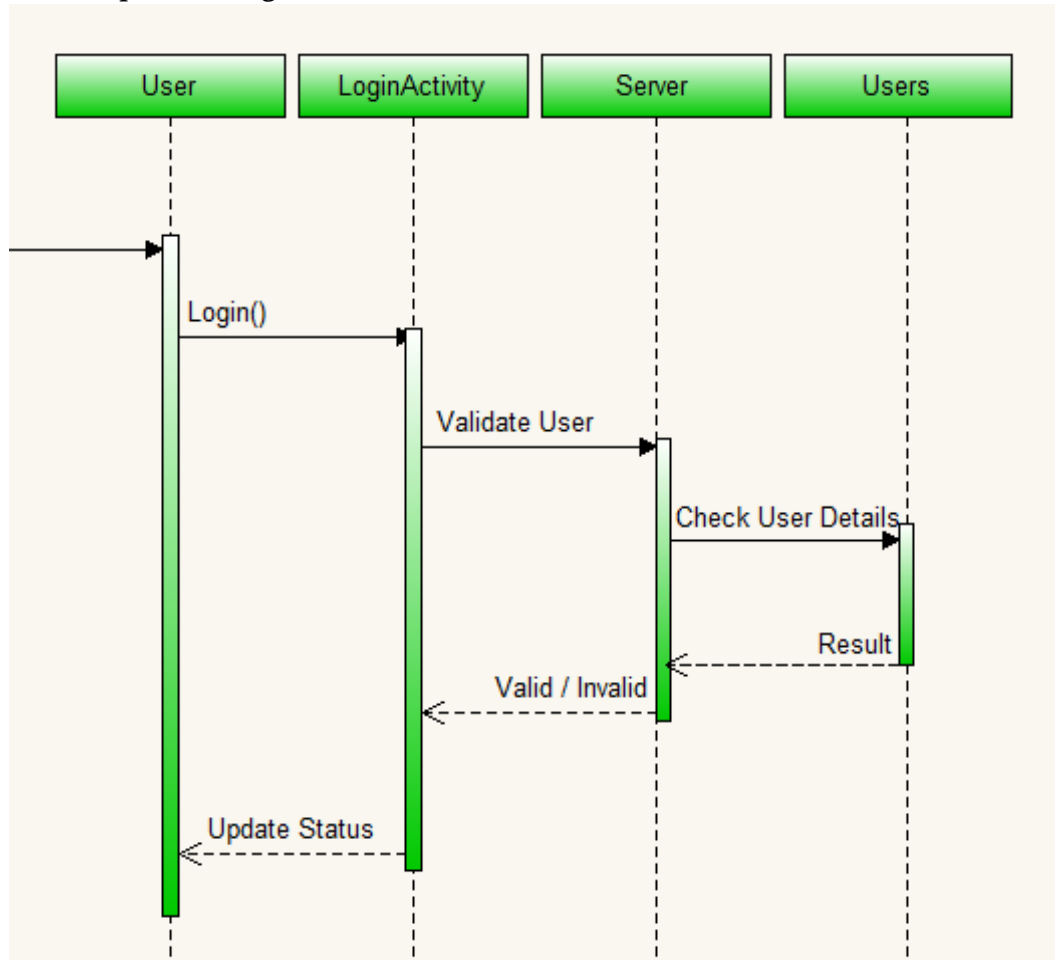 User
LoginActivity
Server
Users
Login()
Validate User
Check User Details
Result
Valid / Invalid
Update Status